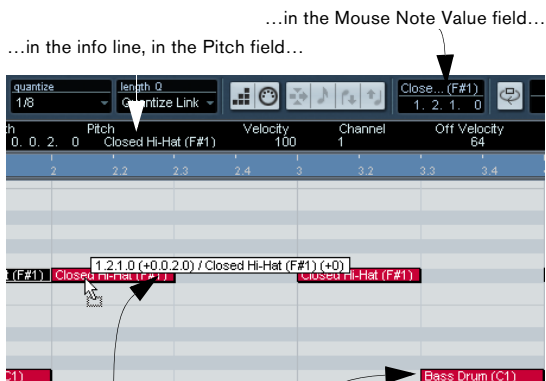 …in the Mouse Note Value field…
…in the info line, in the Pitch field…
quantize length Q Close... (F#1)
1/8 Quantize Link 1. 2. 1. 0
Pitch Velocity Channel Off Velocity
0. 0. 2. 0 Closed Hi-Hat (F#1) 100 1 64
2 2.2 2.3 2.4 3 3.2 3.3 3.4
1.2.1.0 (+0.0.2.0) / Closed Hi-Hat (F#1) (+0)
(F#1) Closed Hi-Hat (F#1) Closed Hi-Hat (F#1)
C1) Bass Drum (C1)